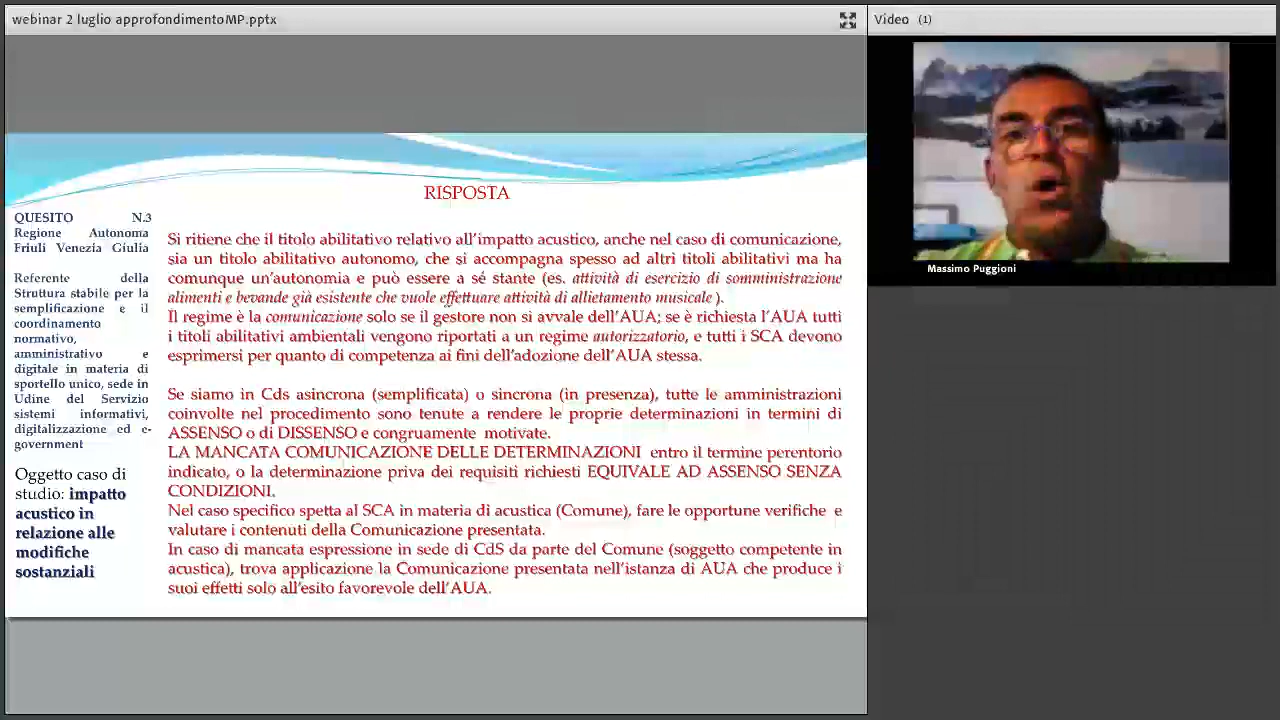 webinar 2 luglio approfondimentoMP.pptx
Video (1)
Massimo Puggioni
RISPOSTA
QUESITO N.3
Regione Autonoma
Friuli Venezia Giulia
Referente della
Struttura stabile per la
semplificazione e il
coordinamento
normativo,
amministrativo e
digitale in materia di
sportello unico, sede in
Udine del Servizio
sistemi informativi,
digitalizzazione ed e-
government
Oggetto caso di
studio: impatto
acustico in
relazione alle
modifiche
sostanziali
Si ritiene che il titolo abilitativo relativo all'impatto acustico, anche nel caso di comunicazione,
sia un titolo abilitativo autonomo, che si accompagna spesso ad altri titoli abilitativi ma ha
comunque un'autonomia e può essere a sé stante (es. attività di esercizio di somministrazione
alimenti e bevande già esistente che vuole effettuare attività di allietamento musicale ).
Il regime è la comunicazione solo se il gestore non si avvale dell'AUA; se è richiesta l'AUA tutti
i titoli abilitativi ambientali vengono riportati a un regime autorizzatorio, e tutti i SCA devono
esprimersi per quanto di competenza ai fini dell'adozione dell'AUA stessa.
Se siamo in Cds asincrona (semplificata) o sincrona (in presenza), tutte le amministrazioni
coinvolte nel procedimento sono tenute a rendere le proprie determinazioni in termini di
ASSENSO o di DISSENSO e congruamente motivate.
LA MANCATA COMUNICAZIONE DELLE DETERMINAZIONI entro il termine perentorio
indicato, o la determinazione priva dei requisiti richiesti EQUIVALE AD ASSENSO SENZA
CONDIZIONI.
Nel caso specifico spetta al SCA in materia di acustica (Comune), fare le opportune verifiche e
valutare i contenuti della Comunicazione presentata.
In caso di mancata espressione in sede di CdS da parte del Comune (soggetto competente in
acustica), trova applicazione la Comunicazione presentata nell'istanza di AUA che produce i
suoi effetti solo all'esito favorevole dell'AUA.